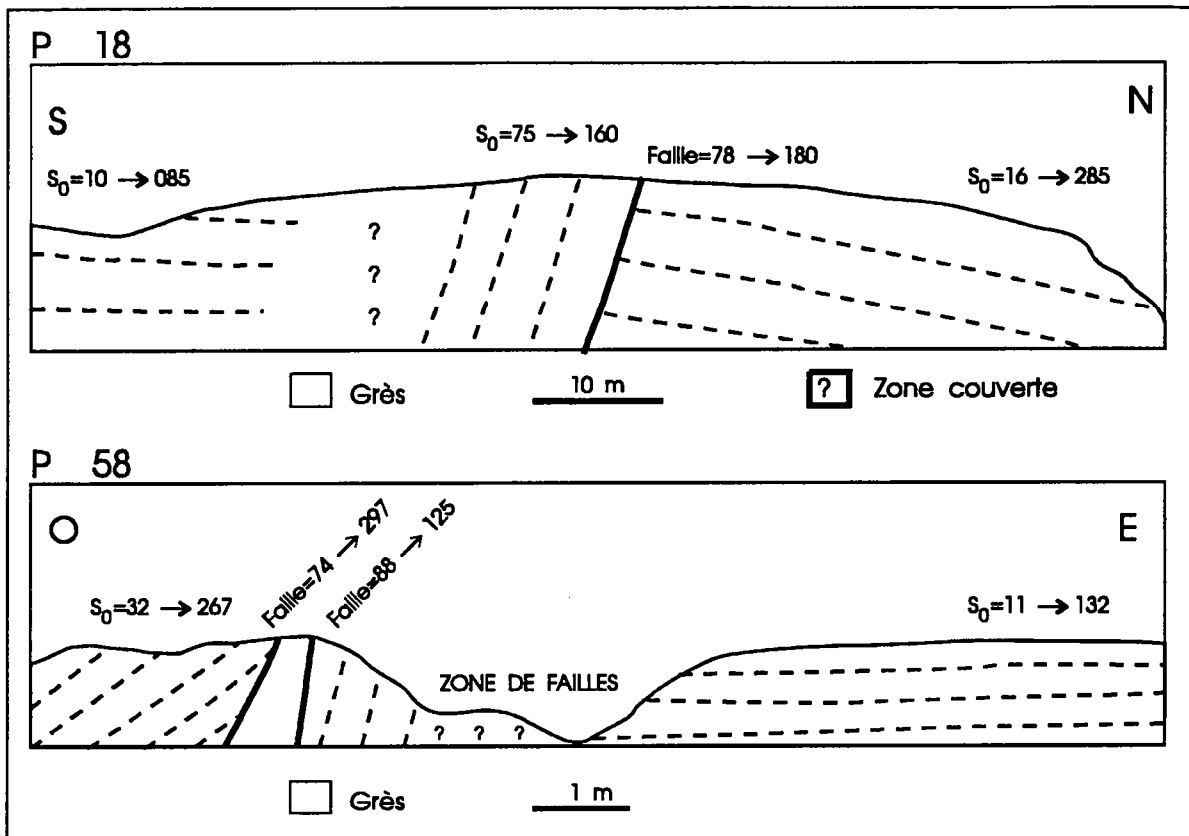 P 18
S N
S₀=75 → 160
Faille=78 → 180
S₀=10 → 085
S₀=16 → 285
?
?
?
Grès
10 m
? Zone couverte
P 58
O E
Faille=74 → 297
Faille=88 → 125
S₀=32 → 267
S₀=11 → 132
ZONE DE FAILLES
? ? ?
Grès
1 m